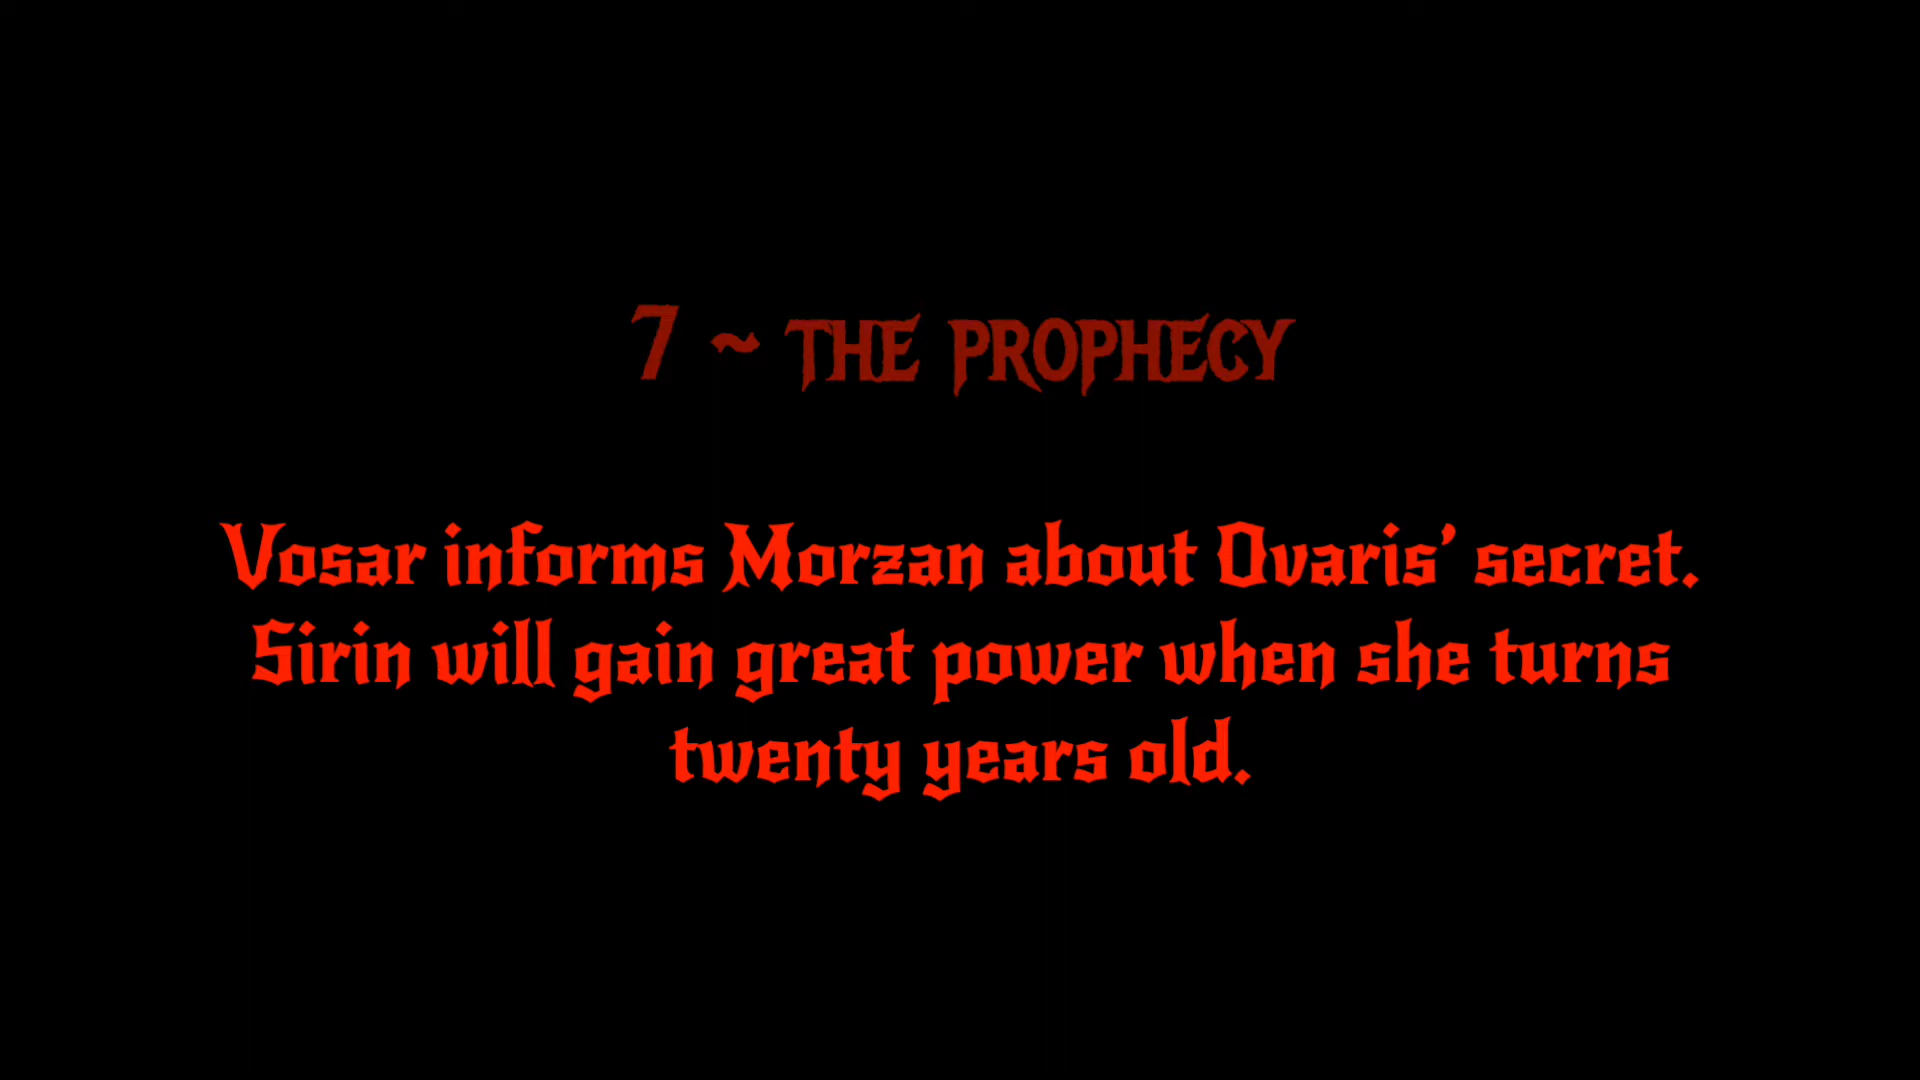 7 ~ THE PROPHECY
Vosar informs Morzan about Ovaris’ secret.
Sirin will gain great power when she turns
twenty years old.